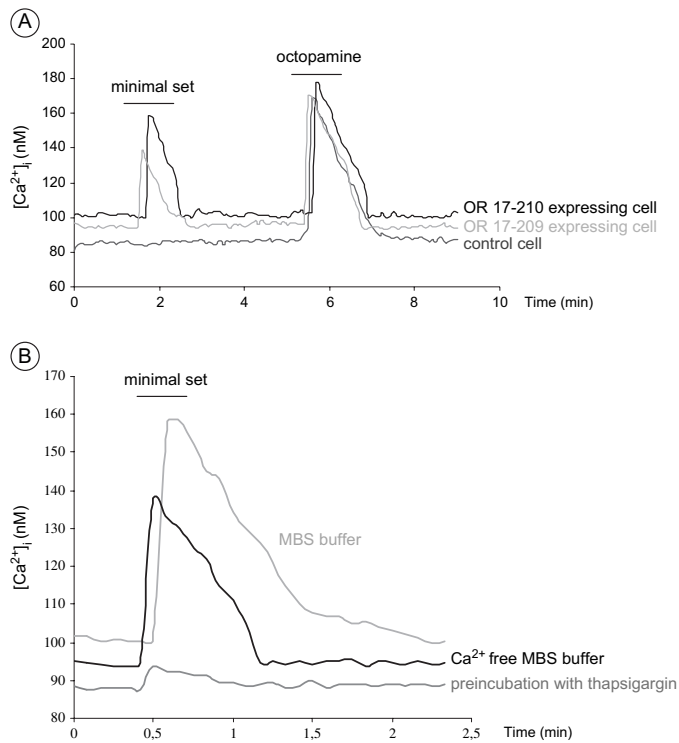 A
200
180
160
140
120
100
80
60
[Ca2+]i (nM)
minimal set
octopamine
OR 17-210 expressing cell
OR 17-209 expressing cell
control cell
0 2 4 6 8 10 Time (min)
B
170
160
150
140
130
120
110
100
90
80
[Ca2+]i (nM)
minimal set
MBS buffer
Ca2+ free MBS buffer
preincubation with thapsigargin
0 0,5 1 1,5 2 2,5 Time (min)